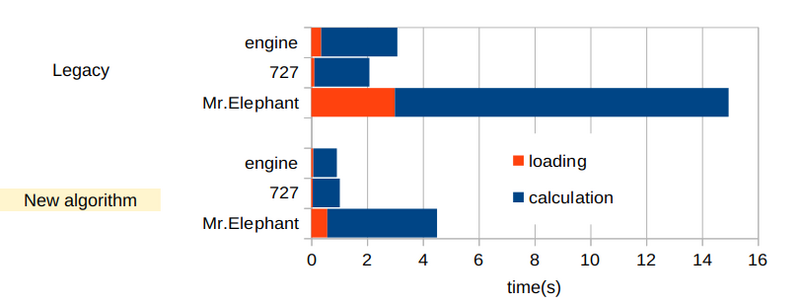 Legacy
engine
727
Mr.Elephant
New algorithm
engine
727
Mr.Elephant
loading
calculation
0 2 4 6 8 10 12 14 16
time(s)